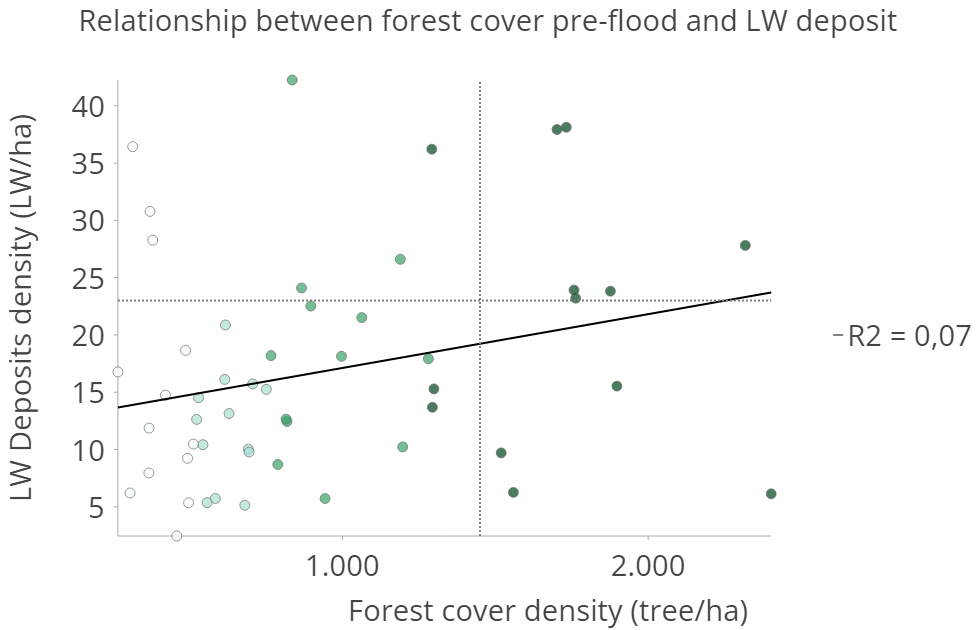 Relationship between forest cover pre-flood and LW deposit
LW Deposits density (LW/ha)
40
35
30
25
20
15
10
5
R2 = 0,07
1.000
2.000
Forest cover density (tree/ha)